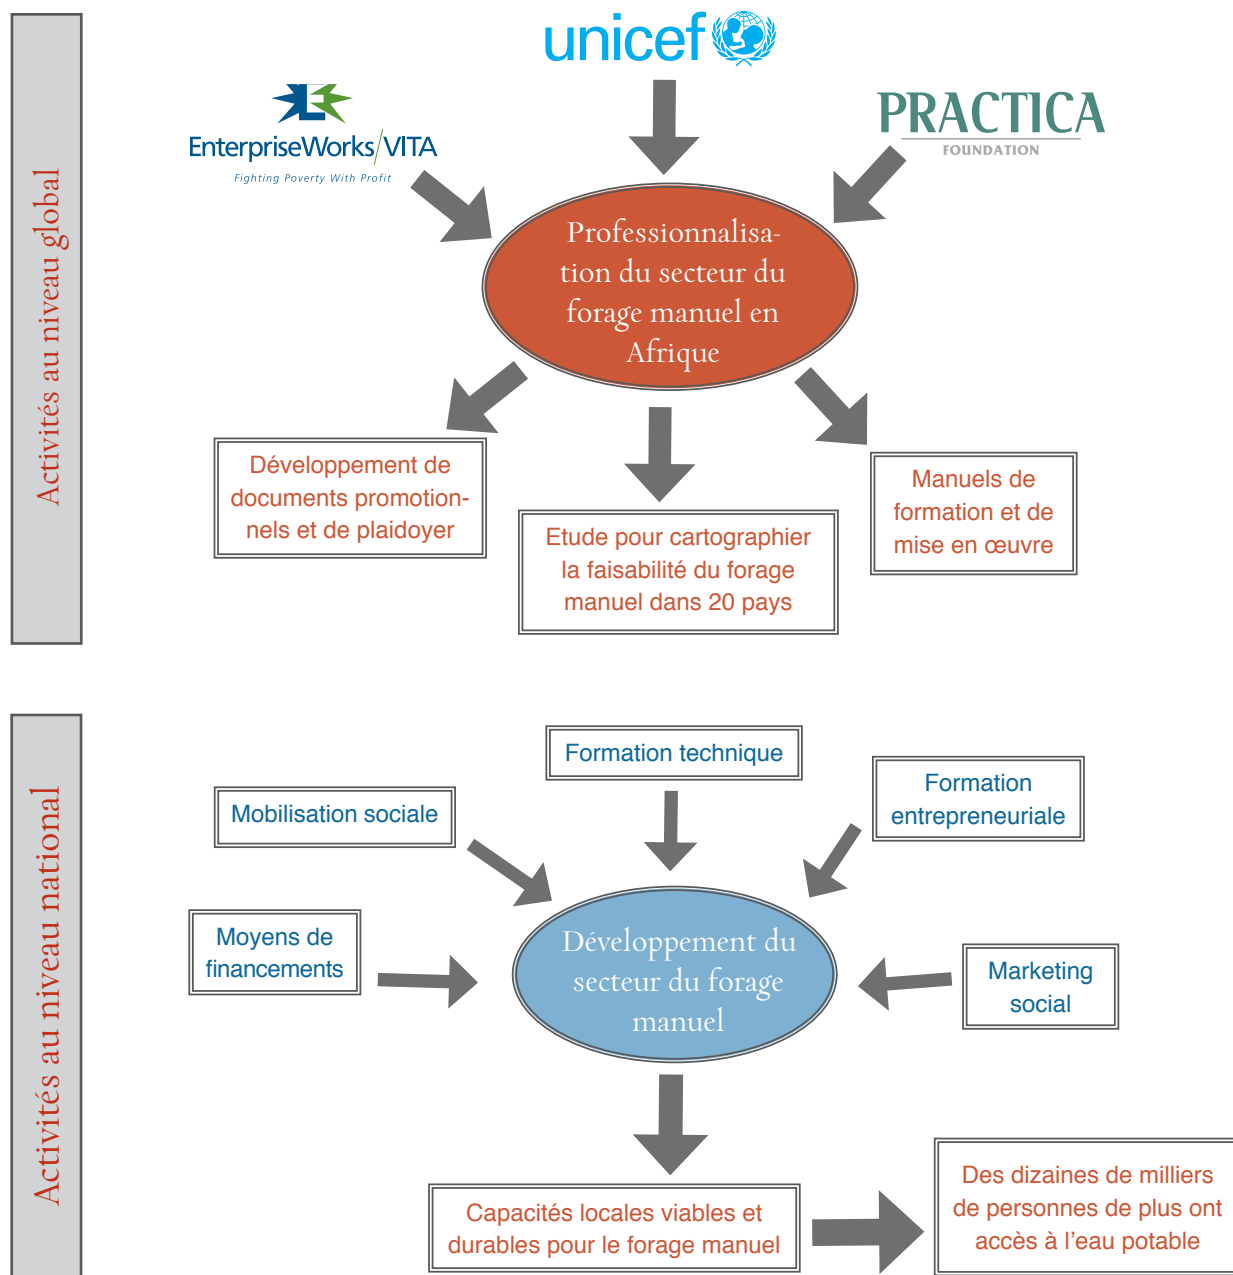 Activités au niveau global
unicef
EnterpriseWorks/VITA
Fighting Poverty With Profit
PRACTICA
FOUNDATION
Professionnalisa-
tion du secteur du
forage manuel en
Afrique
Développement de
documents promotion-
nels et de plaidoyer
Etude pour cartographier
la faisabilité du forage
manuel dans 20 pays
Manuels de
formation et de
mise en œuvre
Activités au niveau national
Formation technique
Mobilisation sociale
Formation
entrepreneuriale
Moyens de
financements
Développement du
secteur du forage
manuel
Marketing
social
Capacités locales viables et
durables pour le forage manuel
Des dizaines de milliers
de personnes de plus ont
accès à l’eau potable